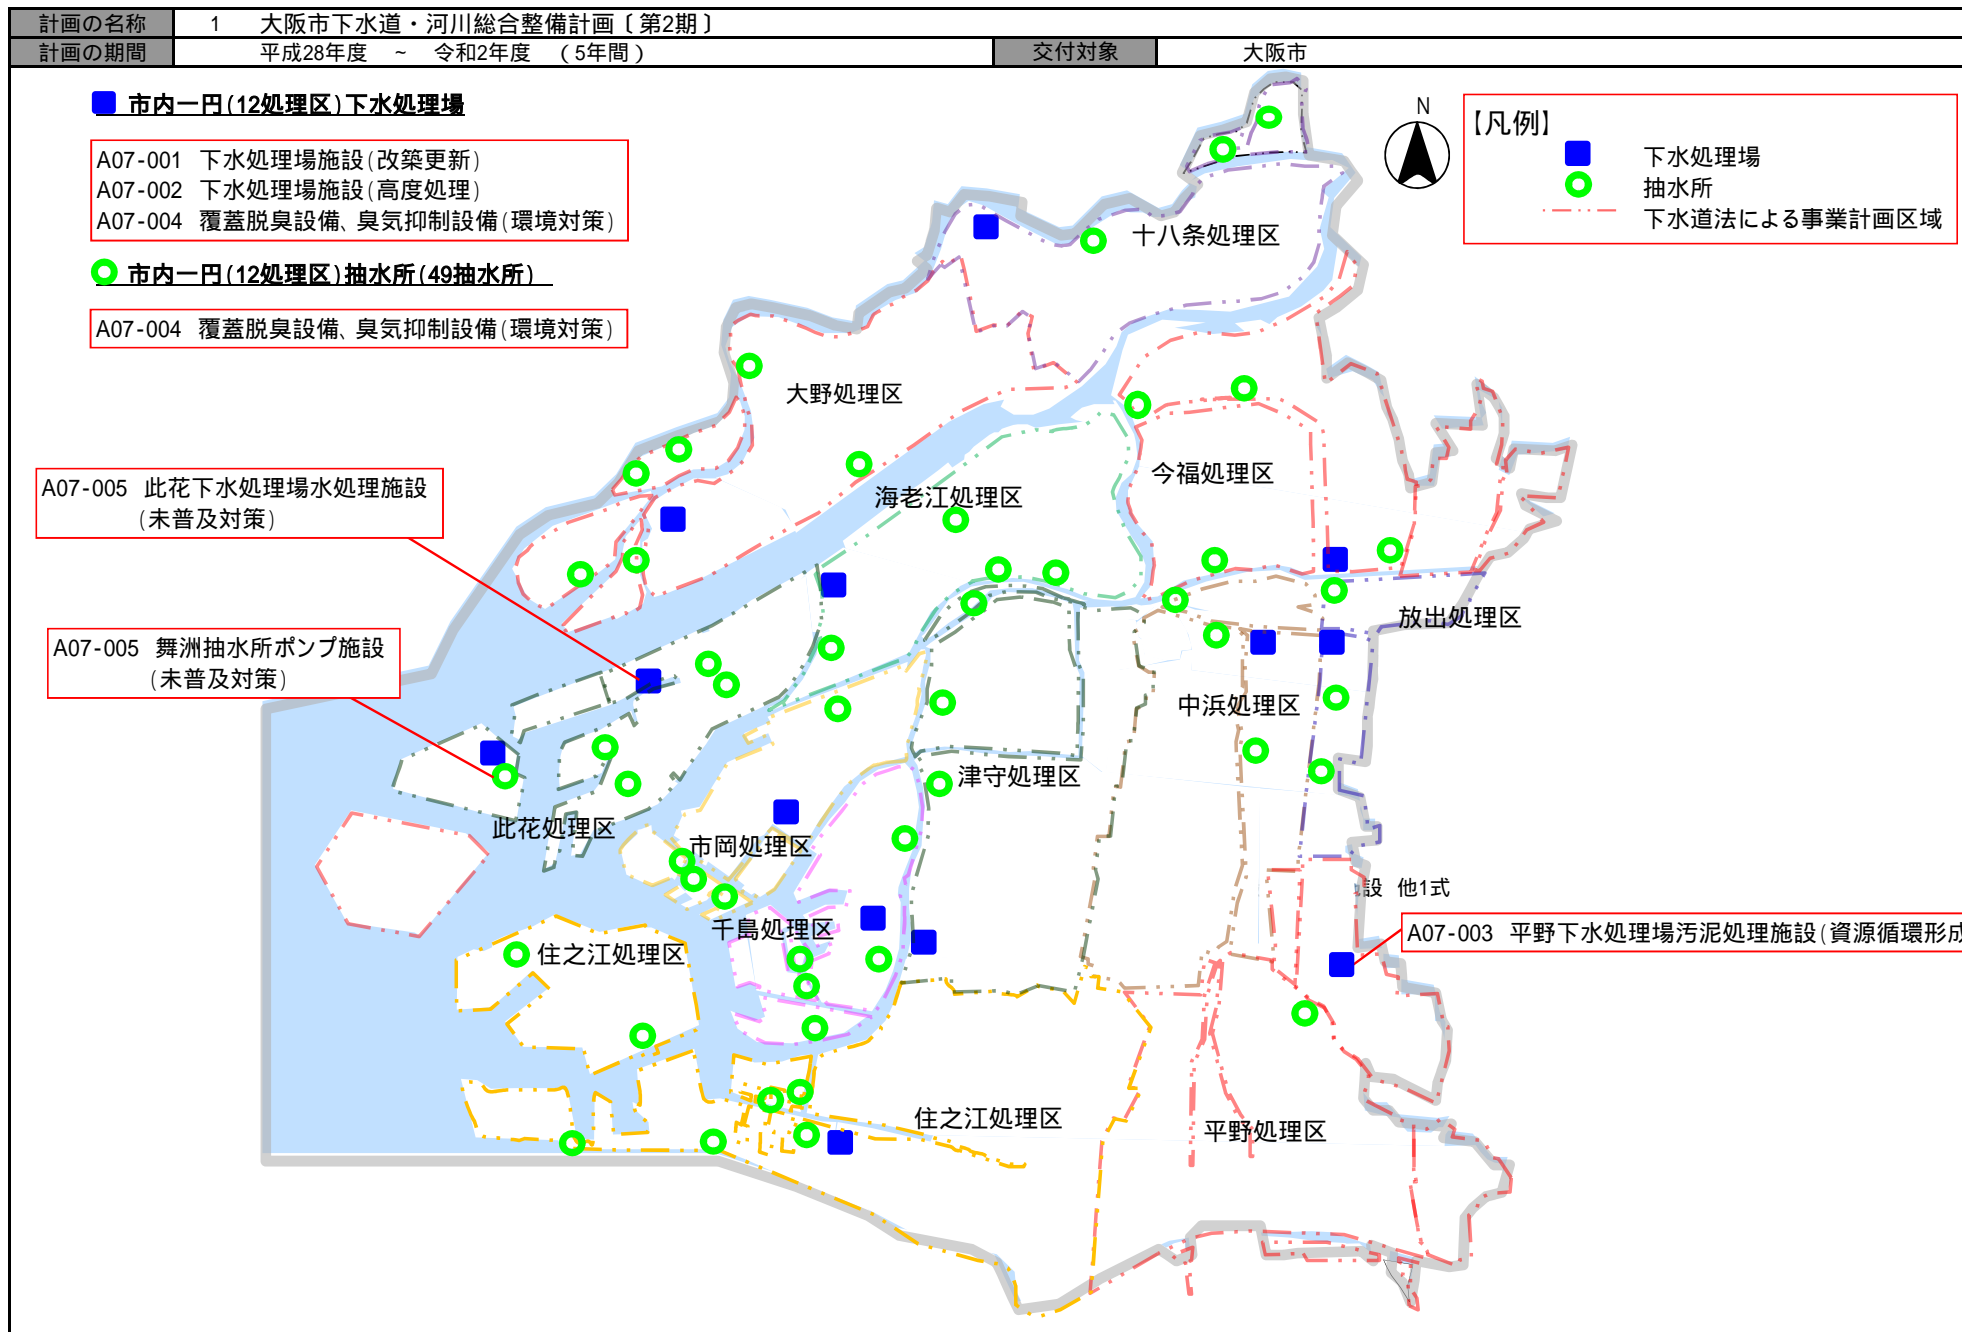 計画の名称 1 大阪市下水道・河川総合整備計画〔第2期〕
計画の期間 平成28年度 ~ 令和2年度 (5年間) 交付対象 大阪市
市内一円(12処理区)下水処理場
A07-001 下水処理場施設(改築更新)
A07-002 下水処理場施設(高度処理)
A07-004 覆蓋脱臭設備、臭気抑制設備(環境対策)
市内一円(12処理区)抽水所(49抽水所)
A07-004 覆蓋脱臭設備、臭気抑制設備(環境対策)
N
【凡例】
下水処理場
抽水所
下水道法による事業計画区域
十八条処理区
大野処理区
今福処理区
海老江処理区
A07-005 此花下水処理場水処理施設
(未普及対策)
放出処理区
A07-005 舞洲抽水所ポンプ施設
(未普及対策)
中浜処理区
津守処理区
此花処理区
市岡処理区
設 他1式
千島処理区
A07-003 平野下水処理場汚泥処理施設(資源循環形成
住之江処理区
住之江処理区
平野処理区